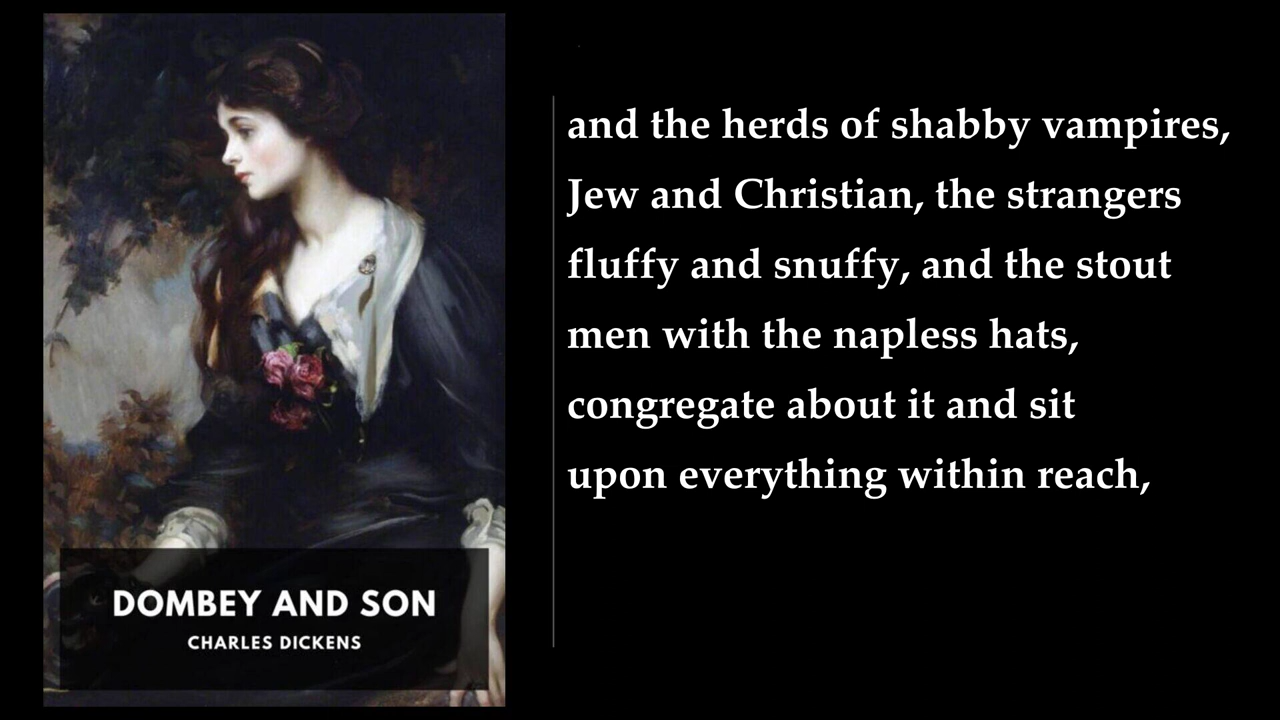 and the herds of shabby vampires,
Jew and Christian, the strangers
fluffy and snuffy, and the stout
men with the napless hats,
congregate about it and sit
upon everything within reach,
DOMBEY AND SON
CHARLES DICKENS